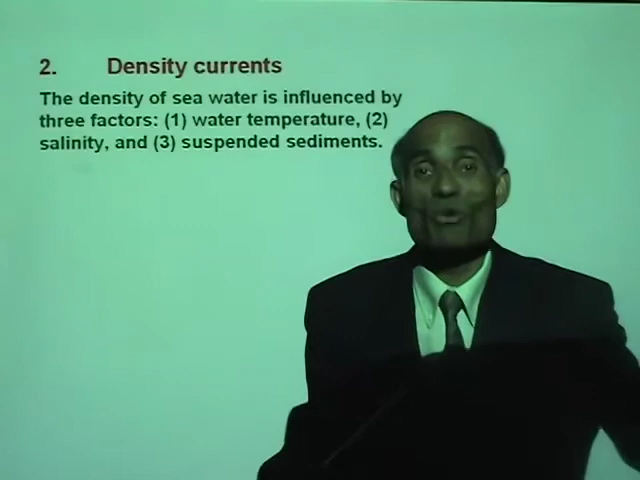 2. Density currents
The density of sea water is influenced by
three factors: (1) water temperature, (2)
salinity, and (3) suspended sediments.